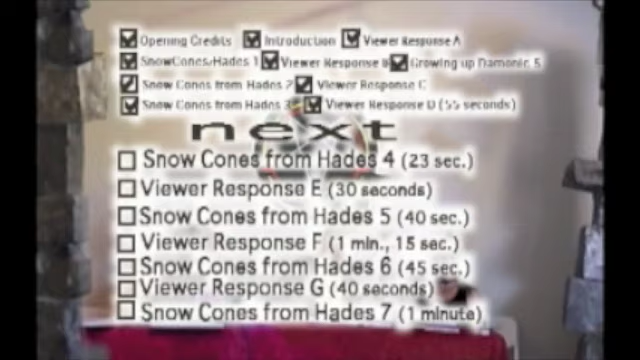 Opening Credits Introduction Viewer Response A
SnowCones/Hades 1 Viewer Response B Growing up Damonic 5
Snow Cones from Hades 2 Viewer Response C
Snow Cones from Hades 3 Viewer Response D (55 seconds)
next
Snow Cones from Hades 4 (23 sec.)
Viewer Response E (30 seconds)
Snow Cones from Hades 5 (40 sec.)
Viewer Response F (1 min., 15 sec.)
Snow Cones from Hades 6 (45 sec.)
Viewer Response G (40 seconds)
Snow Cones from Hades 7 (1 minute)